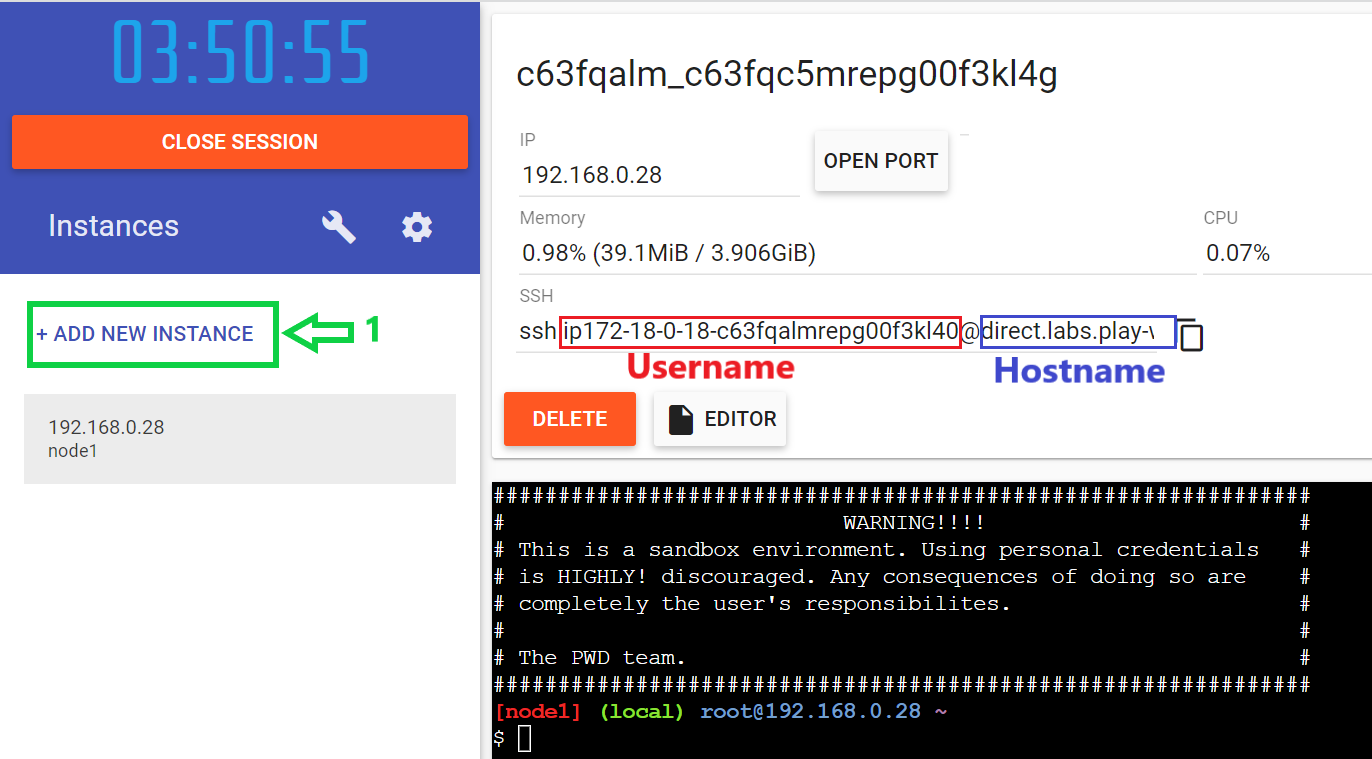 03:50:55
CLOSE SESSION
Instances
+ ADD NEW INSTANCE
1
192.168.0.28
node1
c63fqalm_c63fqc5mrepg00f3kl4g
IP
192.168.0.28
OPEN PORT
Memory
0.98% (39.1MiB / 3.906GiB)
CPU
0.07%
SSH
ssh ip172-18-0-18-c63fqalmrepg00f3kl40@direct.labs.play-
Username
Hostname
DELETE
EDITOR
###############################################################
# WARNING!!!! #
# This is a sandbox environment. Using personal credentials #
# is HIGHLY! discouraged. Any consequences of doing so are #
# completely the user's responsibilites. #
# #
# The PWD team. #
###############################################################
[node1] (local) root@192.168.0.28 ~
$